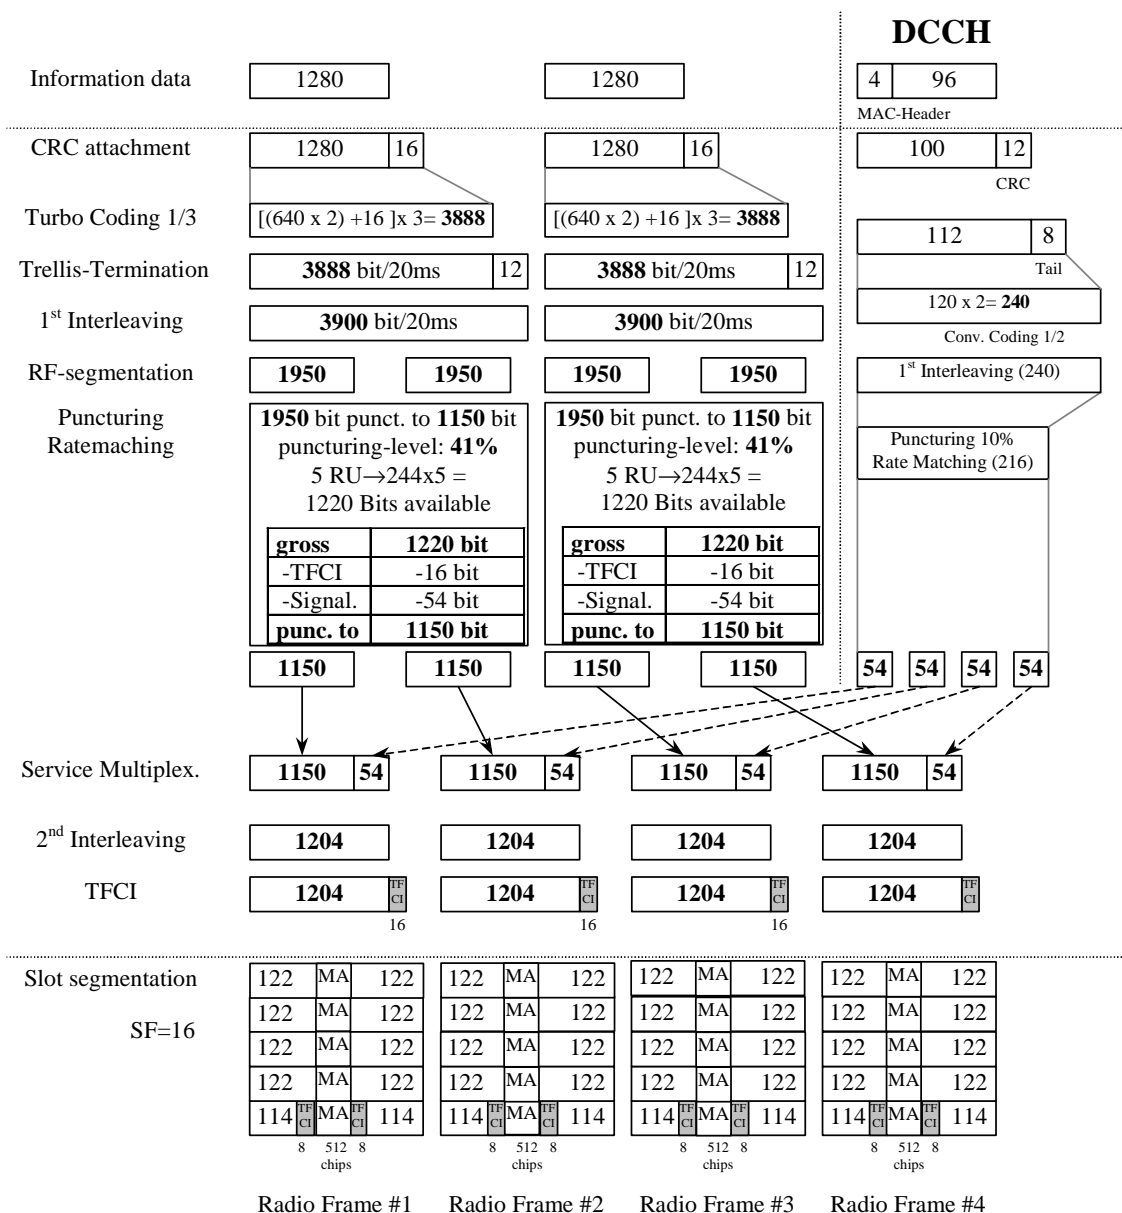 DCCH
Information data 1280 1280 4 96
MAC-Header
CRC attachment 1280 16 1280 16 100 12
CRC
Turbo Coding 1/3 [(640 x 2) +16 ]x 3= 3888 [(640 x 2) +16 ]x 3= 3888
112 8
Tail
Trellis-Termination 3888 bit/20ms 12 3888 bit/20ms 12
120 x 2= 240
Conv. Coding 1/2
1st Interleaving 3900 bit/20ms 3900 bit/20ms
RF-segmentation 1950 1950 1950 1950 1st Interleaving (240)
Puncturing
Ratemaching
1950 bit punct. to 1150 bit
puncturing-level: 41%
5 RU→244x5 =
1220 Bits available
gross 1220 bit
-TFCI -16 bit
-Signal. -54 bit
punc. to 1150 bit
1950 bit punct. to 1150 bit
puncturing-level: 41%
5 RU→244x5 =
1220 Bits available
gross 1220 bit
-TFCI -16 bit
-Signal. -54 bit
punc. to 1150 bit
Puncturing 10%
Rate Matching (216)
1150 1150 1150 1150 54 54 54 54
Service Multiplex. 1150 54 1150 54 1150 54 1150 54
2nd Interleaving 1204 1204 1204 1204
TFCI 1204 TF CI 1204 TF CI 1204 TF CI 1204 TF CI
16 16 16
Slot segmentation 122 MA 122 122 MA 122 122 MA 122 122 MA 122
SF=16 122 MA 122 122 MA 122 122 MA 122 122 MA 122
122 MA 122 122 MA 122 122 MA 122 122 MA 122
122 MA 122 122 MA 122 122 MA 122 122 MA 122
114 TF CI MA TF CI 114 114 TF CI MA TF CI 114 114 TF CI MA TF CI 114 114 TF CI MA TF CI 114
8 512 8 8 512 8 8 512 8 8 512 8
chips chips chips chips
Radio Frame #1 Radio Frame #2 Radio Frame #3 Radio Frame #4